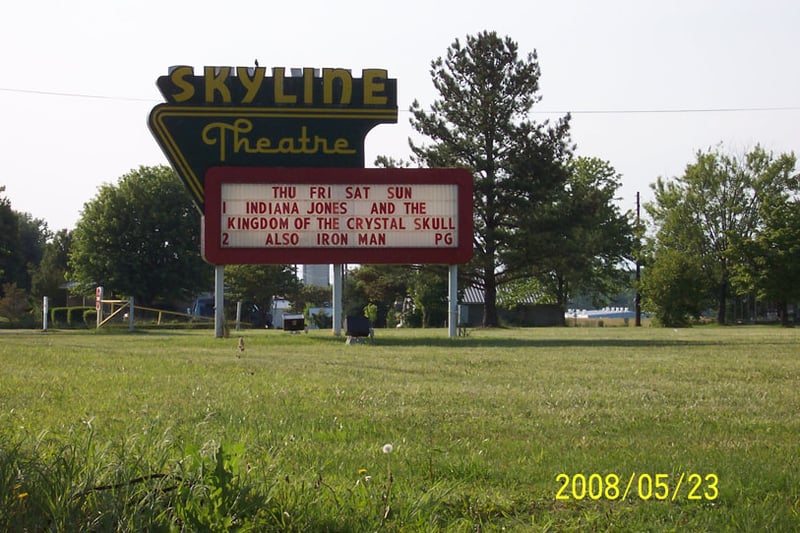 SKYLINE
Theatre
THU FRI SAT SUN
1 INDIANA JONES AND THE
KINGDOM OF THE CRYSTAL SKULL
2 ALSO IRON MAN PG
2008/05/23